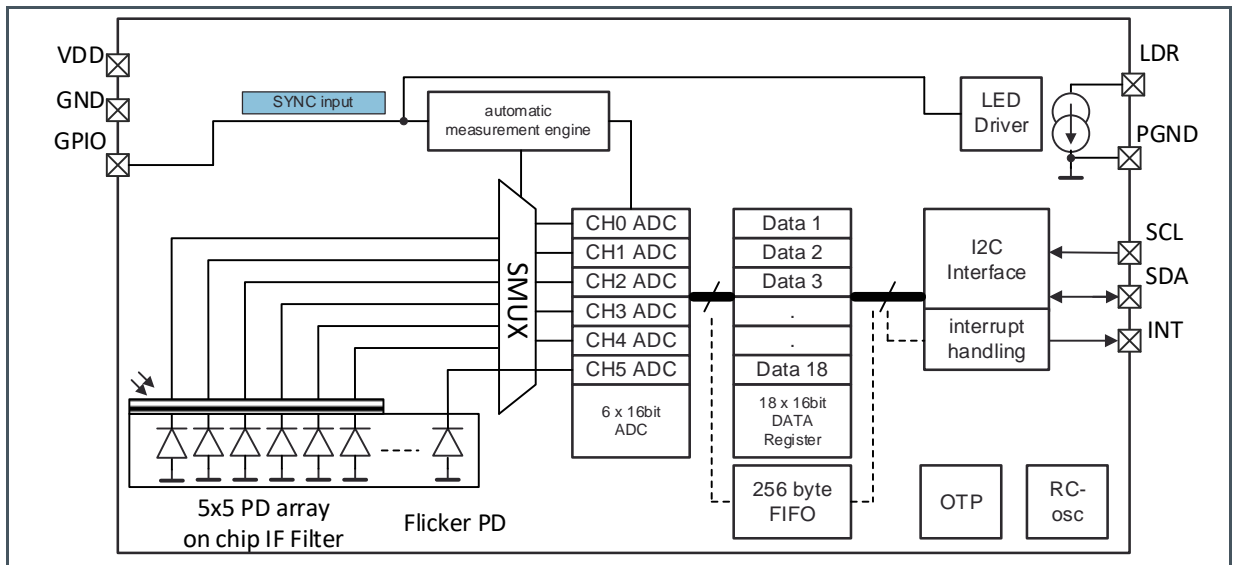 VDD
GND
GPIO
SYNC input
automatic
measurement engine
LED
Driver
LDR
PGND
SMUX
CH0 ADC
CH1 ADC
CH2 ADC
CH3 ADC
CH4 ADC
CH5 ADC
6 x 16bit
ADC
Data 1
Data 2
Data 3
.
.
Data 18
18 x 16bit
DATA
Register
256 byte
FIFO
I2C
Interface
interrupt
handling
SCL
SDA
INT
OTP
RC-
osc
5x5 PD array
on chip IF Filter
Flicker PD